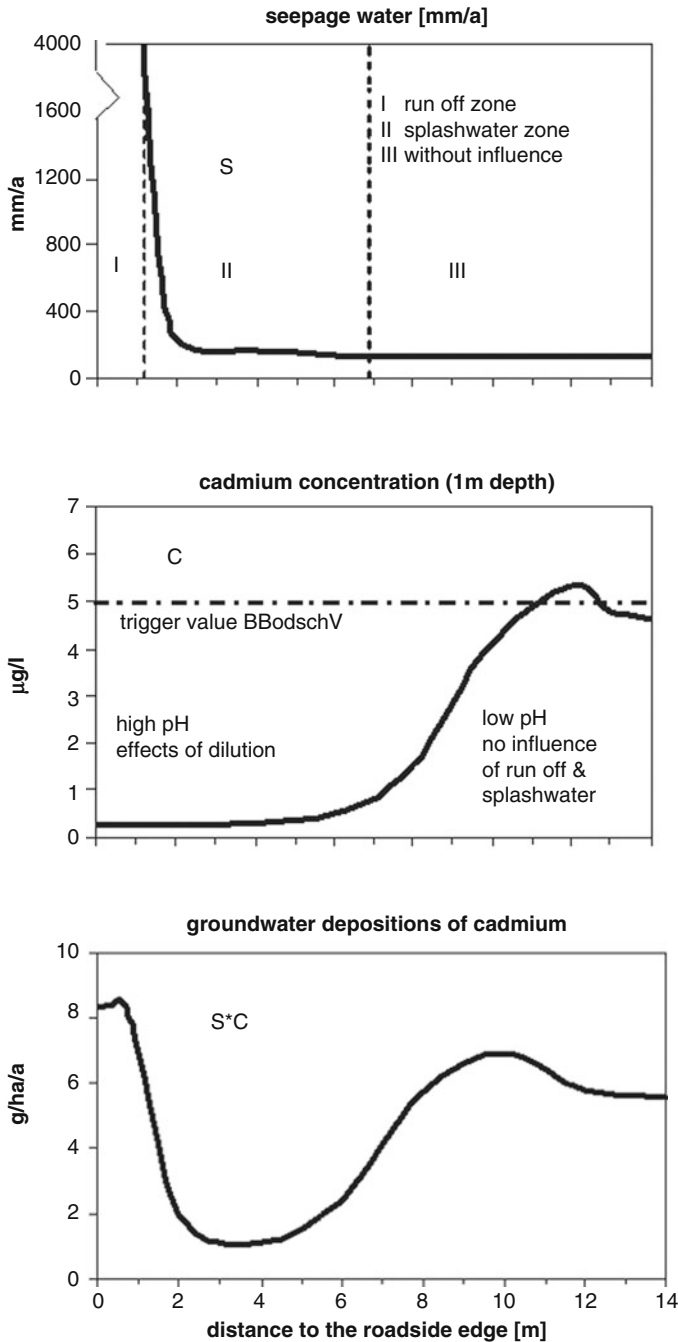 seepage water [mm/a]
4000
1600
1200
800
400
0
mm/a
I run off zone
II splashwater zone
III without influence
S
I
II
III
cadmium concentration (1m depth)
7
6
5
4
3
2
1
0
µg/l
C
trigger value BBodschV
high pH
effects of dilution
low pH
no influence
of run off &
splashwater
groundwater depositions of cadmium
10
8
6
4
2
0
g/ha/a
S*C
0 2 4 6 8 10 12 14
distance to the roadside edge [m]